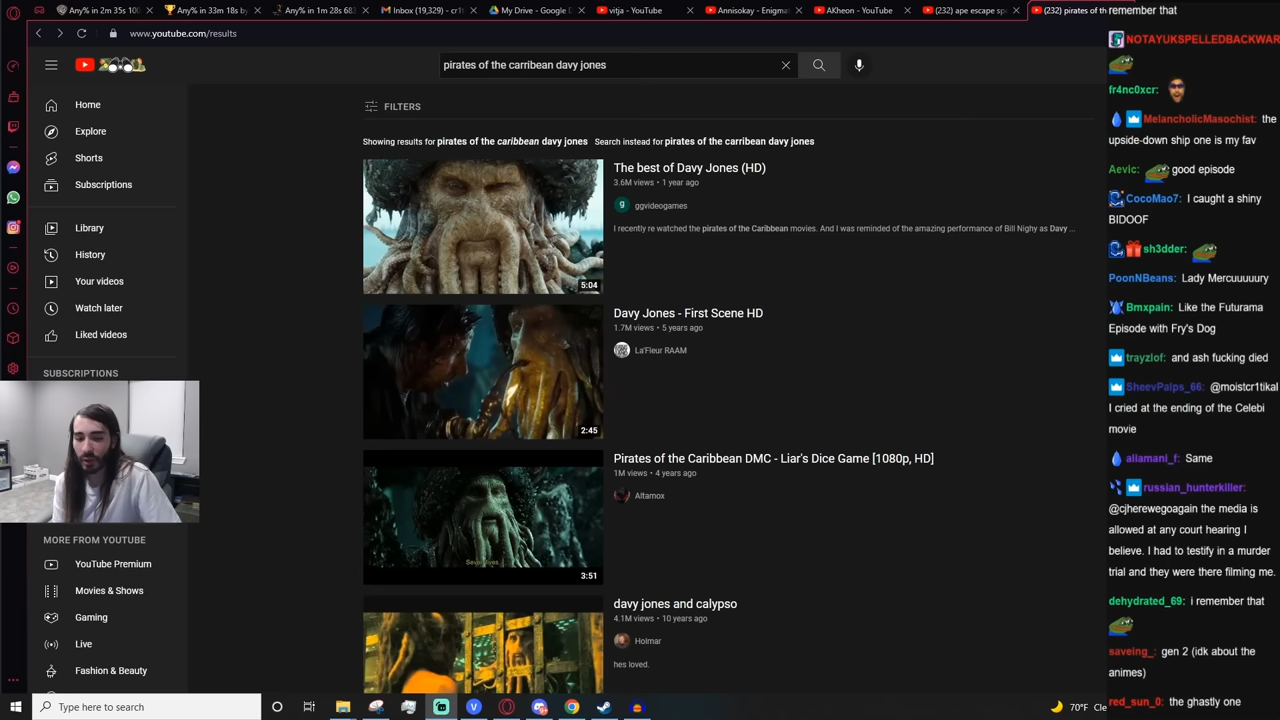 Any% in 2m 35s 10
Any% in 33m 18s by
Any% in 1m 28s 683
Inbox (19,329) - cr1t
My Drive - Google D
vitja - YouTube
Annisokay - Enigma
AKheon - YouTube
(232) ape escape sp
(232) pirates of th
www.youtube.com/results
pirates of the carribean davy jones
FILTERS
Home
Explore
Shorts
Subscriptions
Library
History
Your videos
Watch later
Liked videos
SUBSCRIPTIONS
MORE FROM YOUTUBE
YouTube Premium
Movies & Shows
Gaming
Live
Fashion & Beauty
Showing results for pirates of the caribbean davy jones Search instead for pirates of the carribean davy jones
5:04
The best of Davy Jones (HD)
3.6M views • 1 year ago
g
ggvideogames
I recently re watched the pirates of the Caribbean movies. And I was reminded of the amazing performance of Bill Nighy as Davy ...
2:45
Davy Jones - First Scene HD
1.7M views • 5 years ago
La'Fleur RAAM
3:51
Pirates of the Caribbean DMC - Liar's Dice Game [1080p, HD]
1M views • 4 years ago
Altamox
davy jones and calypso
4.1M views • 10 years ago
Holmar
hes loved.
remember that
NOTAYUKSPELLEDBACKWAR
fr4nc0xcr:
MelancholicMasochist: the
upside-down ship one is my fav
Aevic: good episode
CocoMao7: I caught a shiny
BIDOOF
sh3dder:
PoonNBeans: Lady Mercuuuuury
Bmxpain: Like the Futurama
Episode with Fry's Dog
trayzlof: and ash fucking died
SheevPalps_66: @moistcr1tikal
I cried at the ending of the Celebi
movie
aliamani_f: Same
russian_hunterkiller:
@cjherewegoagain the media is
allowed at any court hearing I
believe. I had to testify in a murder
trial and they were there filming me.
dehydrated_69: i remember that
saveing_: gen 2 (idk about the
animes)
red_sun_0: the ghastly one
Type here to search
70°F Cle